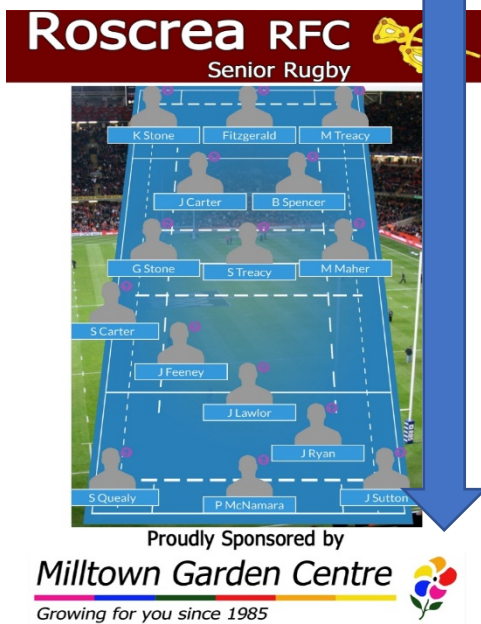 Roscrea RFC
Senior Rugby
K Stone Fitzgerald M Treacy
J Carter B Spencer
G Stone S Treacy M Maher
S Carter
J Feeney
J Lawlor
J Ryan
S Quealy P McNamara J Sutton
Proudly Sponsored by
Milltown Garden Centre
Growing for you since 1985